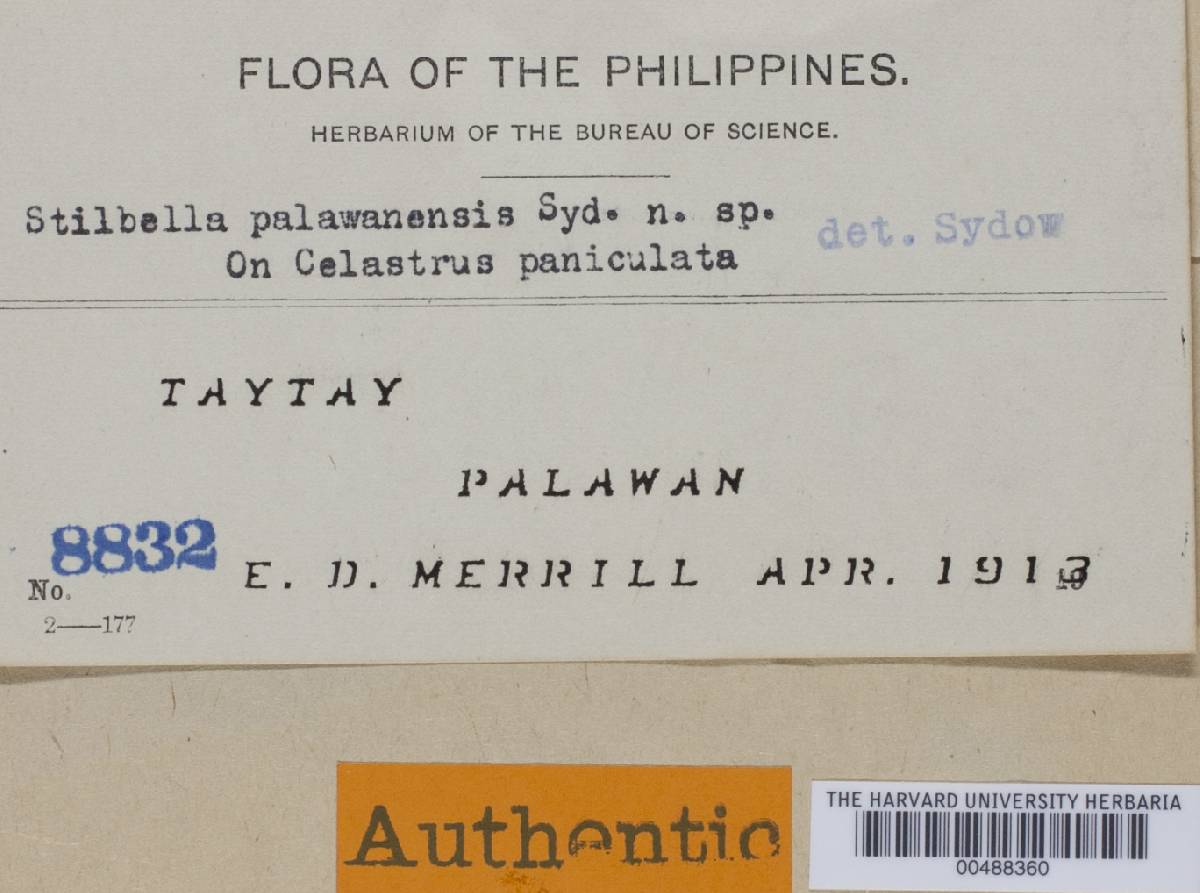 FLORA OF THE PHILIPPINES.
HERBARIUM OF THE BUREAU OF SCIENCE.
Stilbella palawanensis Syd. n. sp.
det. Sydow
On Celastrus paniculata
TAYTAY
PALAWAN
8832
No.
E. D. MERRILL APR. 1913
2—177
Authentic
THE HARVARD UNIVERSITY HERBARIA
00488360